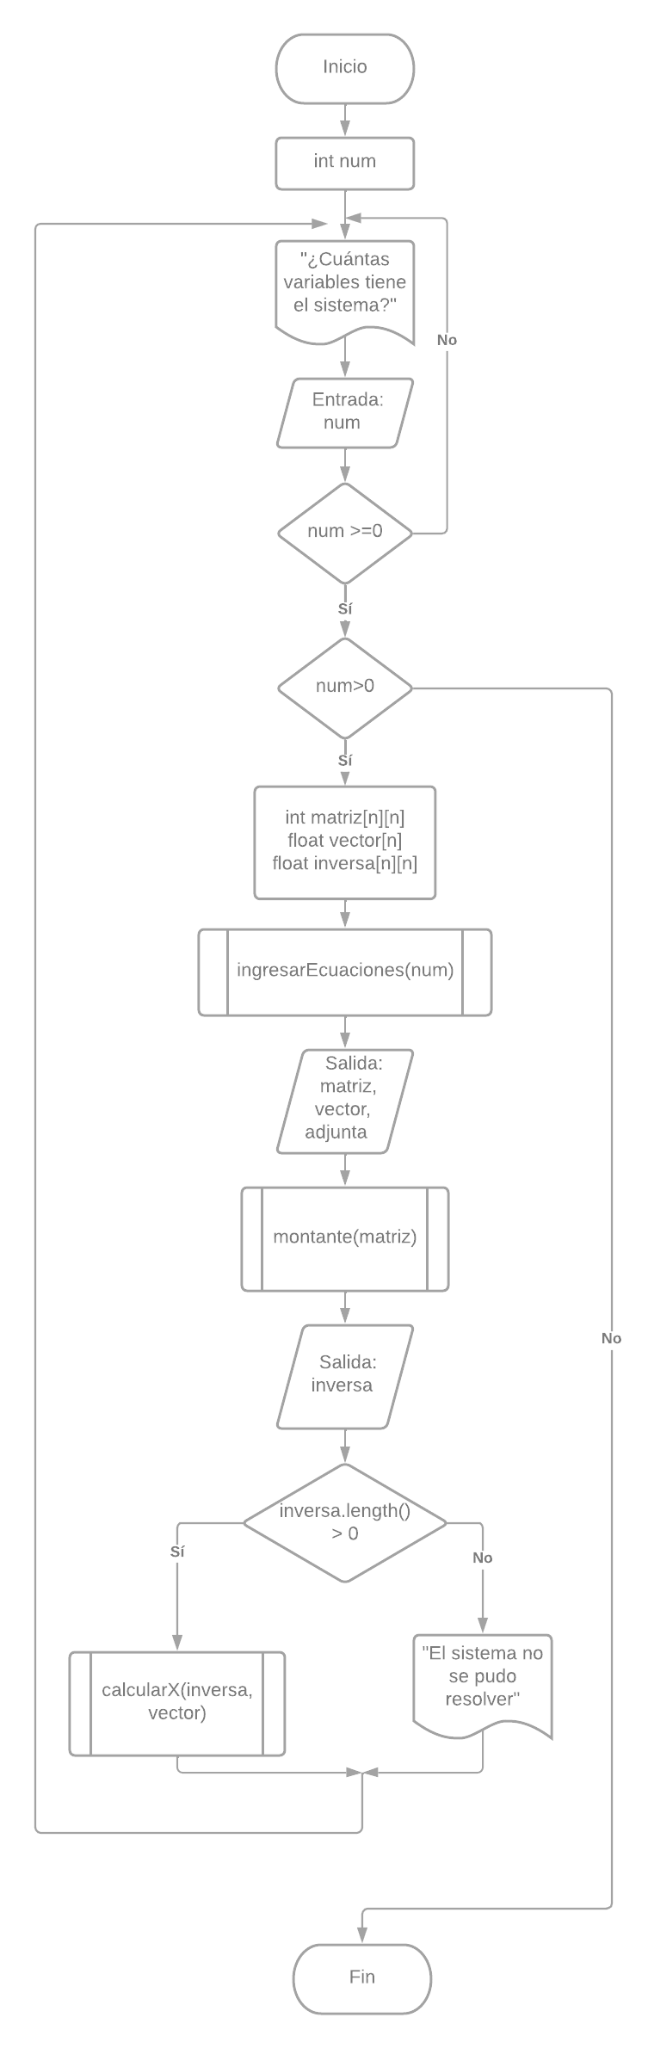 Inicio
int num
"¿Cuántas
variables tiene
el sistema?"
No
Entrada:
num
num >=0
Sí
num>0
Sí
int matriz[n][n]
float vector[n]
float inversa[n][n]
ingresarEcuaciones(num)
Salida:
matriz,
vector,
adjunta
montante(matriz)
No
Salida:
inversa
inversa.length()
> 0
Sí
No
"El sistema no
se pudo
resolver"
calcularX(inversa,
vector)
Fin